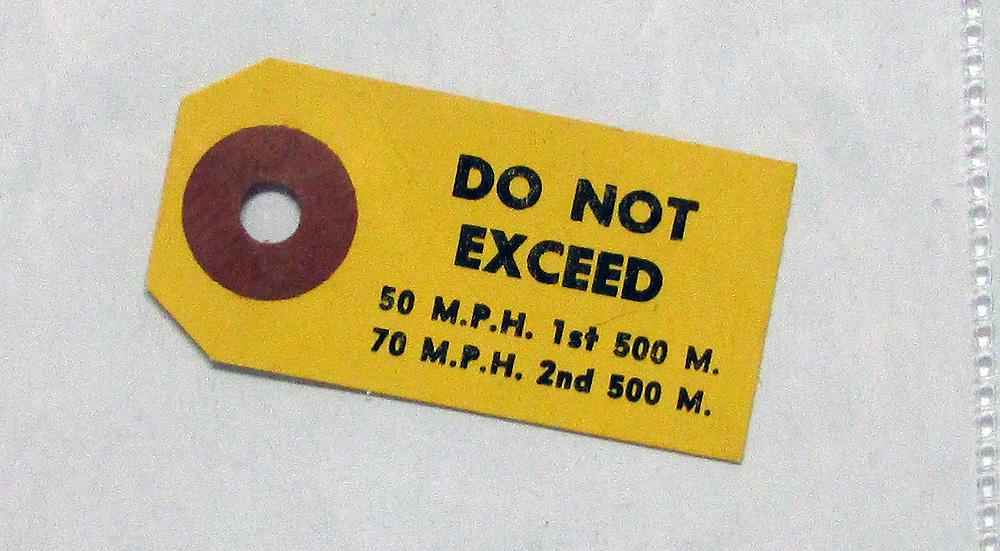 DO NOT
EXCEED
50 M.P.H. 1st 500 M.
70 M.P.H. 2nd 500 M.